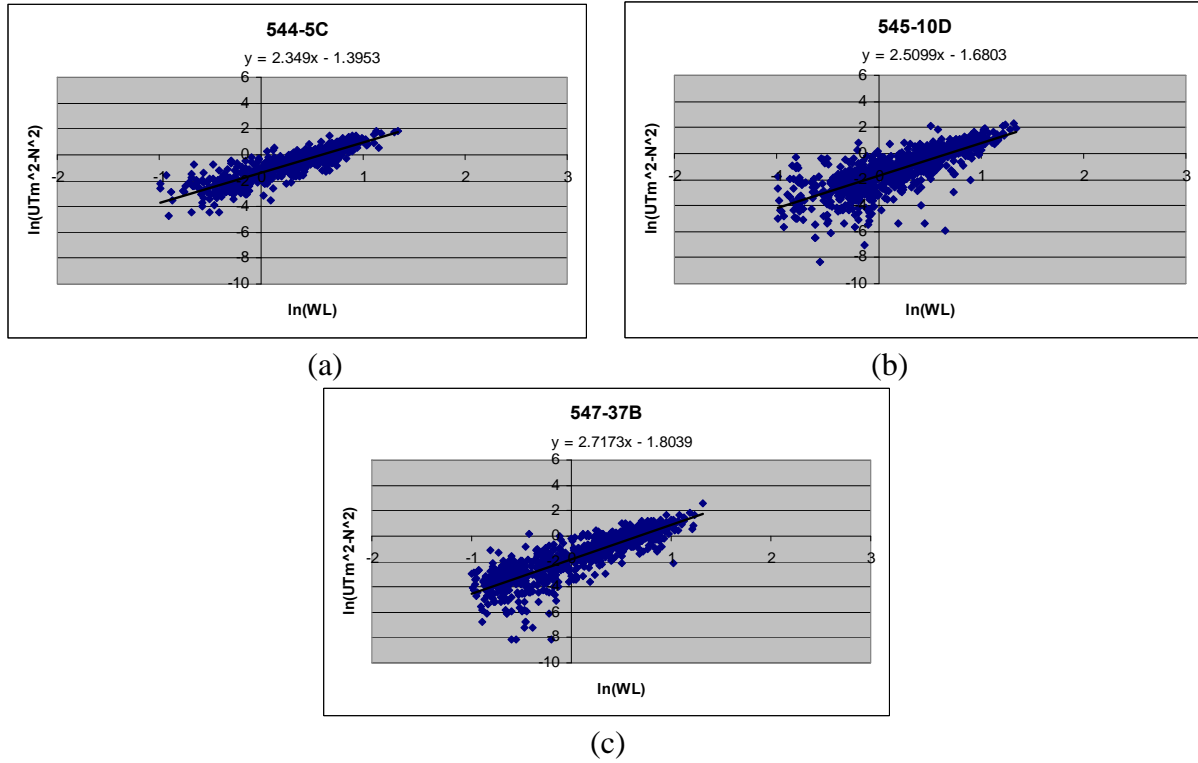 544-5C
y = 2.349x - 1.3953
6
4
2
0
-2
-4
-6
-8
-10
-2 -1 0 1 2 3
ln(WL)
ln(UTm^2-N^2)
(a)
545-10D
y = 2.5099x - 1.6803
6
4
2
0
-2
-4
-6
-8
-10
-2 -1 0 1 2 3
ln(WL)
ln(UTm^2-N^2)
(b)
547-37B
y = 2.7173x - 1.8039
6
4
2
0
-2
-4
-6
-8
-10
-2 -1 0 1 2 3
ln(WL)
ln(UTm^2-N^2)
(c)